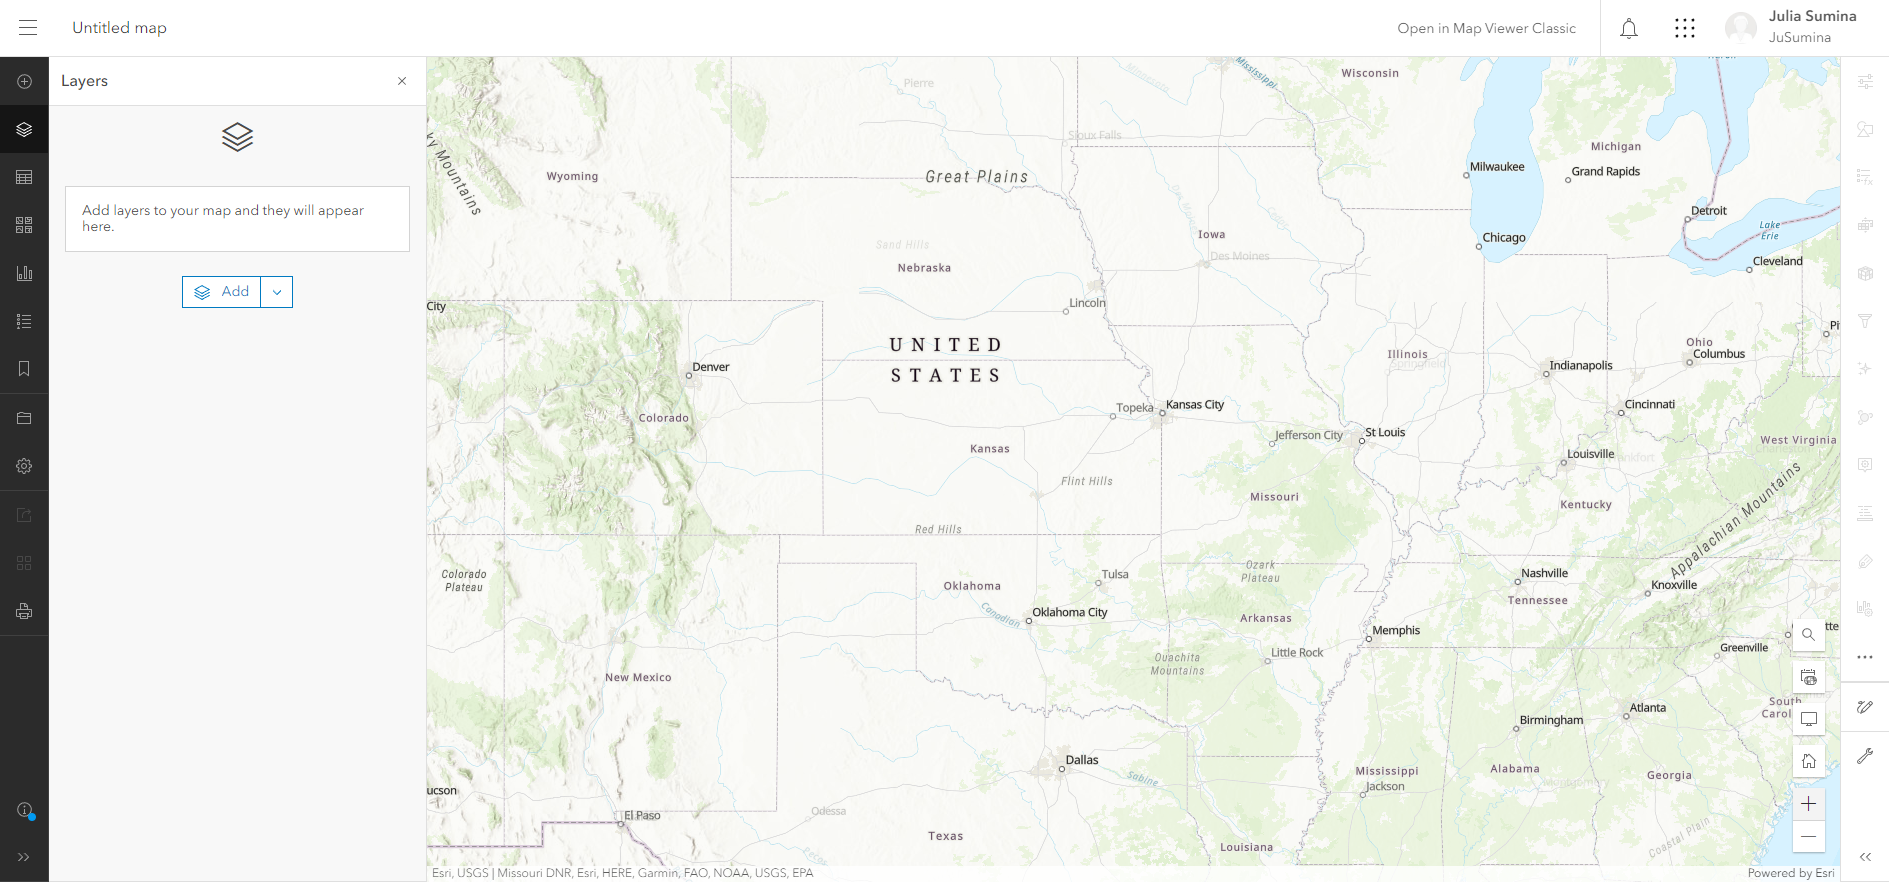 Untitled map
Open in Map Viewer Classic
Julia Sumina
JuSumina
Layers
Add layers to your map and they will appear
here.
Add
Pierre
Minnesota
Mississippi
Wisconsin
Sioux Falls
Michigan
Milwaukee
Grand Rapids
Wyoming
Great Plains
Detroit
Lake
Erie
Iowa
Chicago
Sand Hills
Nebraska
Des Moines
Cleveland
City
Lincoln
UNITED
STATES
Illinois
Springfield
Ohio
Columbus
Denver
Indianapolis
Topeka
Kansas City
Cincinnati
Colorado
Jefferson City
St Louis
West Virginia
Charleston
Kansas
Louisville
Flint Hills
Missouri
Kentucky
Appalachian Mountains
Red Hills
Colorado
Plateau
Tulsa
Ozark
Plateau
Nashville
Knoxville
Oklahoma
Tennessee
Canadian
Oklahoma City
Arkansas
Memphis
Little Rock
Greenville
Ouachita
Mountains
New Mexico
Atlanta
Birmingham
South
Dallas
Sabine
Mississippi
Jackson
Alabama
Georgia
El Paso
Odessa
Texas
Louisiana
Coastal Plain
Pecos
Esri, USGS | Missouri DNR, Esri, HERE, Garmin, FAO, NOAA, USGS, EPA
Powered by Esri